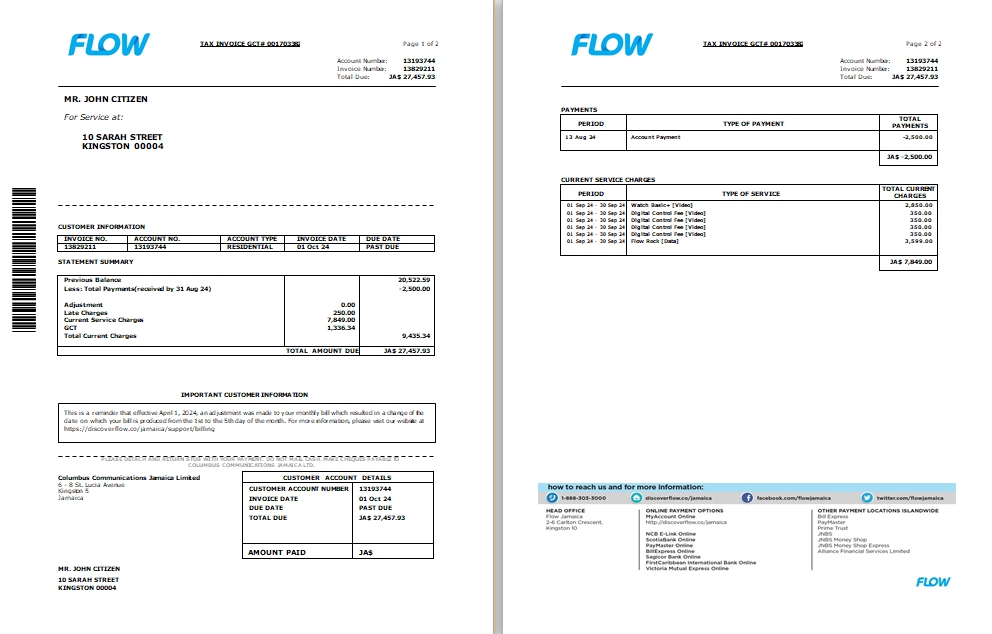 FLOW
TAX INVOICE GCT# 0017033
Page 1 of 2
Account Number: 13193744
Invoice Number: 13829211
Total Due: JA$ 27,457.93
MR. JOHN CITIZEN
For Service at:
10 SARAH STREET
KINGSTON 00004
CUSTOMER INFORMATION
INVOICE NO. ACCOUNT NO. ACCOUNT TYPE INVOICE DATE DUE DATE
13829211 13193744 RESIDENTIAL 01 Oct 24 PAST DUE
STATEMENT SUMMARY
Previous Balance 20,522.59
Less: Total Payments(received by 31 Aug 24) -2,500.00
Adjustment 0.00
Late Charges 250.00
Current Service Charges 7,849.00
GCT 1,336.34
Total Current Charges 9,435.34
TOTAL AMOUNT DUE JA$ 27,457.93
IMPORTANT CUSTOMER INFORMATION
This is a reminder that effective April 1, 2024, an adjustment was made to your monthly bill which resulted in a change of the
date on which your bill is produced from the 1st to the 5th day of the month. For more information, please visit our website at
https://discoverflow.co/jamaica/support/billing
PLEASE DETACH AND RETURN STUB WITH YOUR PAYMENT. DO NOT MAIL CASH. MAKE CHEQUES PAYABLE TO
COLUMBUS COMMUNICATIONS JAMAICA LTD.
Columbus Communications Jamaica Limited
6 - 8 St. Lucia Avenue
Kingston 5
Jamaica
CUSTOMER ACCOUNT DETAILS
CUSTOMER ACCOUNT NUMBER 13193744
INVOICE DATE 01 Oct 24
DUE DATE PAST DUE
TOTAL DUE JA$ 27,457.93
AMOUNT PAID JA$
MR. JOHN CITIZEN
10 SARAH STREET
KINGSTON 00004
FLOW
TAX INVOICE GCT# 0017033
Page 2 of 2
Account Number: 13193744
Invoice Number: 13829211
Total Due: JA$ 27,457.93
PAYMENTS
PERIOD TYPE OF PAYMENT TOTAL PAYMENTS
13 Aug 24 Account Payment -2,500.00
JA$ -2,500.00
CURRENT SERVICE CHARGES
PERIOD TYPE OF SERVICE TOTAL CURRENT CHARGES
01 Sep 24 - 30 Sep 24 Watch Basic+ [Video] 2,850.00
01 Sep 24 - 30 Sep 24 Digital Control Fee [Video] 350.00
01 Sep 24 - 30 Sep 24 Digital Control Fee [Video] 350.00
01 Sep 24 - 30 Sep 24 Digital Control Fee [Video] 350.00
01 Sep 24 - 30 Sep 24 Digital Control Fee [Video] 350.00
01 Sep 24 - 30 Sep 24 Flow Rock [Data] 3,599.00
JA$ 7,849.00
how to reach us and for more information:
1-888-303-3000 discoverflow.co/jamaica facebook.com/flowjamaica twitter.com/flowjamaica
HEAD OFFICE
Flow Jamaica
2-6 Carlton Crescent,
Kingston 10
ONLINE PAYMENT OPTIONS
MyAccount Online
http://discoverflow.co/jamaica
NCB E-Link Online
ScotiaBank Online
PayMaster Online
BillExpress Online
Sagicor Bank Online
FirstCaribbean International Bank Online
Victoria Mutual Express Online
OTHER PAYMENT LOCATIONS ISLANDWIDE
Bill Express
PayMaster
Prime Trust
JNBS
JNBS Money Shop
JNBS Money Shop Express
Alliance Financial Services Limited
FLOW